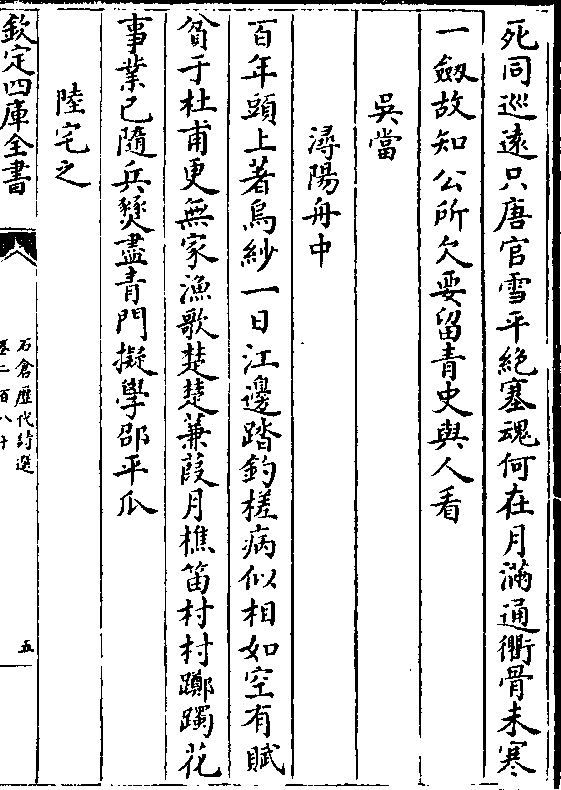 死同巡逺只唐官雪平絶塞魂何在月滿通衢骨未寒
一劔故知公所欠要留青史與人看
吳當
潯陽舟中
百年頭上著烏紗一日江邊踏釣槎病似相如空有賦
貧于杜甫更無家漁歌楚楚蒹葭月樵笛村村躑躅花
事業已隨兵燹盡青門擬學邵平瓜
陸宅之
欽定四庫全書
石倉歴代詩選
卷二百八十
五